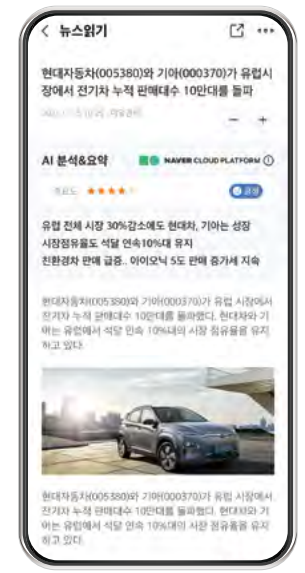 뉴스읽기
현대자동차(005380)와 기아(000370)가 유럽시
장에서 전기차 누적 판매대수 10만대를 돌파
AI 분석&요약 NAVER CLOUD PLATFORM
중요도
긍정
유럽 전체 시장 30%감소에도 현대차, 기아는 성장
시장점유율도 석달 연속10%대 유지
친환경차 판매 급증.. 아이오닉 5도 판매 증가세 지속
현대자동차(005380)와 기아(000370)가 유럽 시장에서
전기차 누적 판매대수 10만대를 돌파했다. 현대차와 기
아는 유럽에서 석달 연속 10%대의 시장 점유율을 유지
하고 있다.
현대자동차(005380)와 기아(000370)가 유럽 시장에서
전기차 누적 판매대수 10만대를 돌파했다. 현대차와 기
아는 유럽에서 석달 연속 10%대의 시장 점유율을 유지
하고 있다.